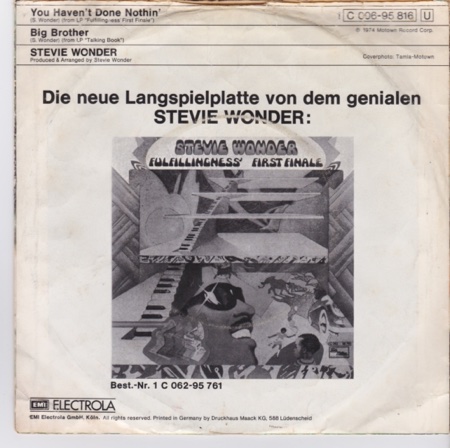 You Haven't Done Nothin'
(S. Wonder) (from LP "Fulfilling-ness First Finale")
1 C 006-95 816 U
Big Brother
(S. Wonder) (from LP "Talking Book")
℗ 1974 Motown Record Corp.
STEVIE WONDER
Produced & Arranged by Stevie Wonder
Coverphoto: Tamla-Motown
Die neue Langspielplatte von dem genialen
STEVIE WONDER:
STEVIE WONDER
FULFILLINGNESS' FIRST FINALE
Best.-Nr. 1 C 062-95 761
EMI ELECTROLA
EMI Electrola GmbH, Köln. All rights reserved. Printed in Germany by Druckhaus Maack KG, 588 Lüdenscheid